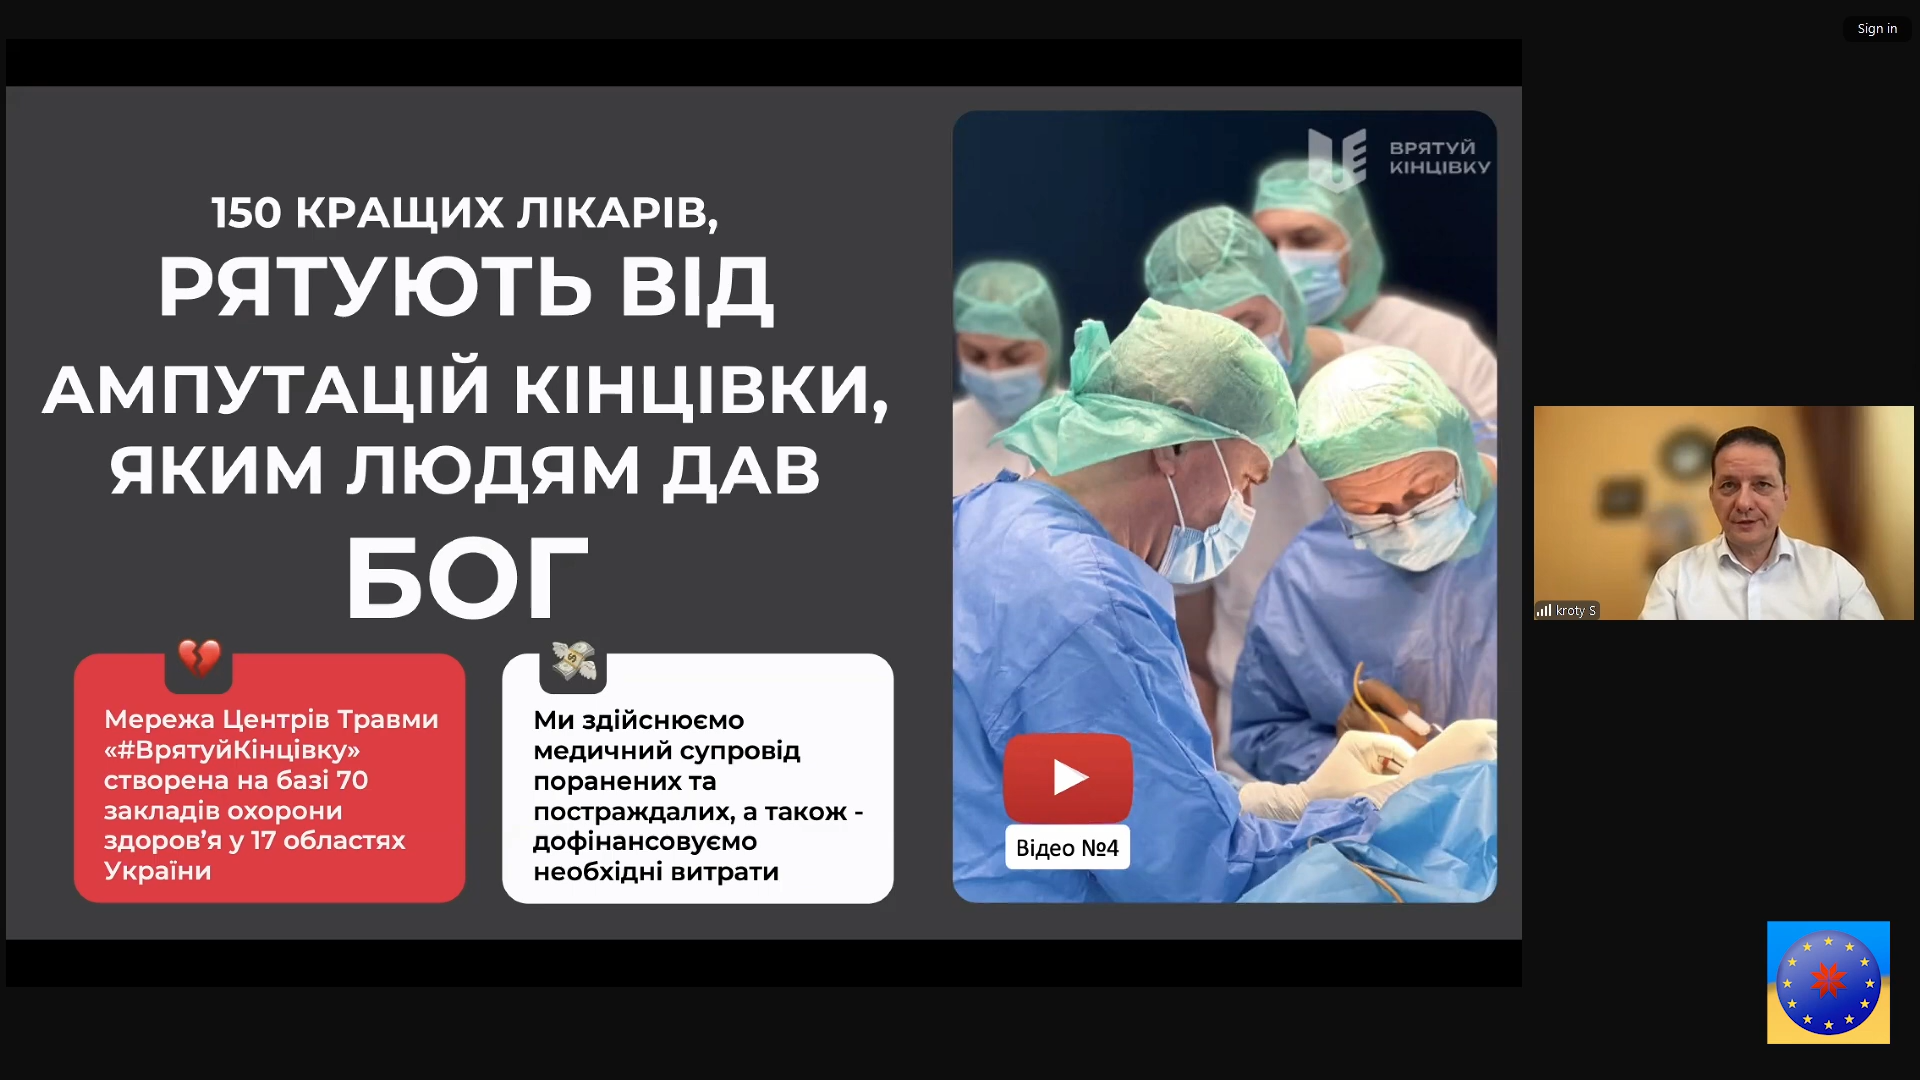 Sign in
ВРЯТУЙ
КІНЦІВКУ
150 КРАЩИХ ЛІКАРІВ,
РЯТУЮТЬ ВІД
АМПУТАЦІЙ КІНЦІВКИ,
ЯКИМ ЛЮДЯМ ДАВ
БОГ
Мережа Центрів Травми
«#ВрятуйКінцівку»
створена на базі 70
закладів охорони
здоров’я у 17 областях
України
Ми здійснюємо
медичний супровід
поранених та
постраждалих, а також -
дофінансовуємо
необхідні витрати
Відео №4
kroty S